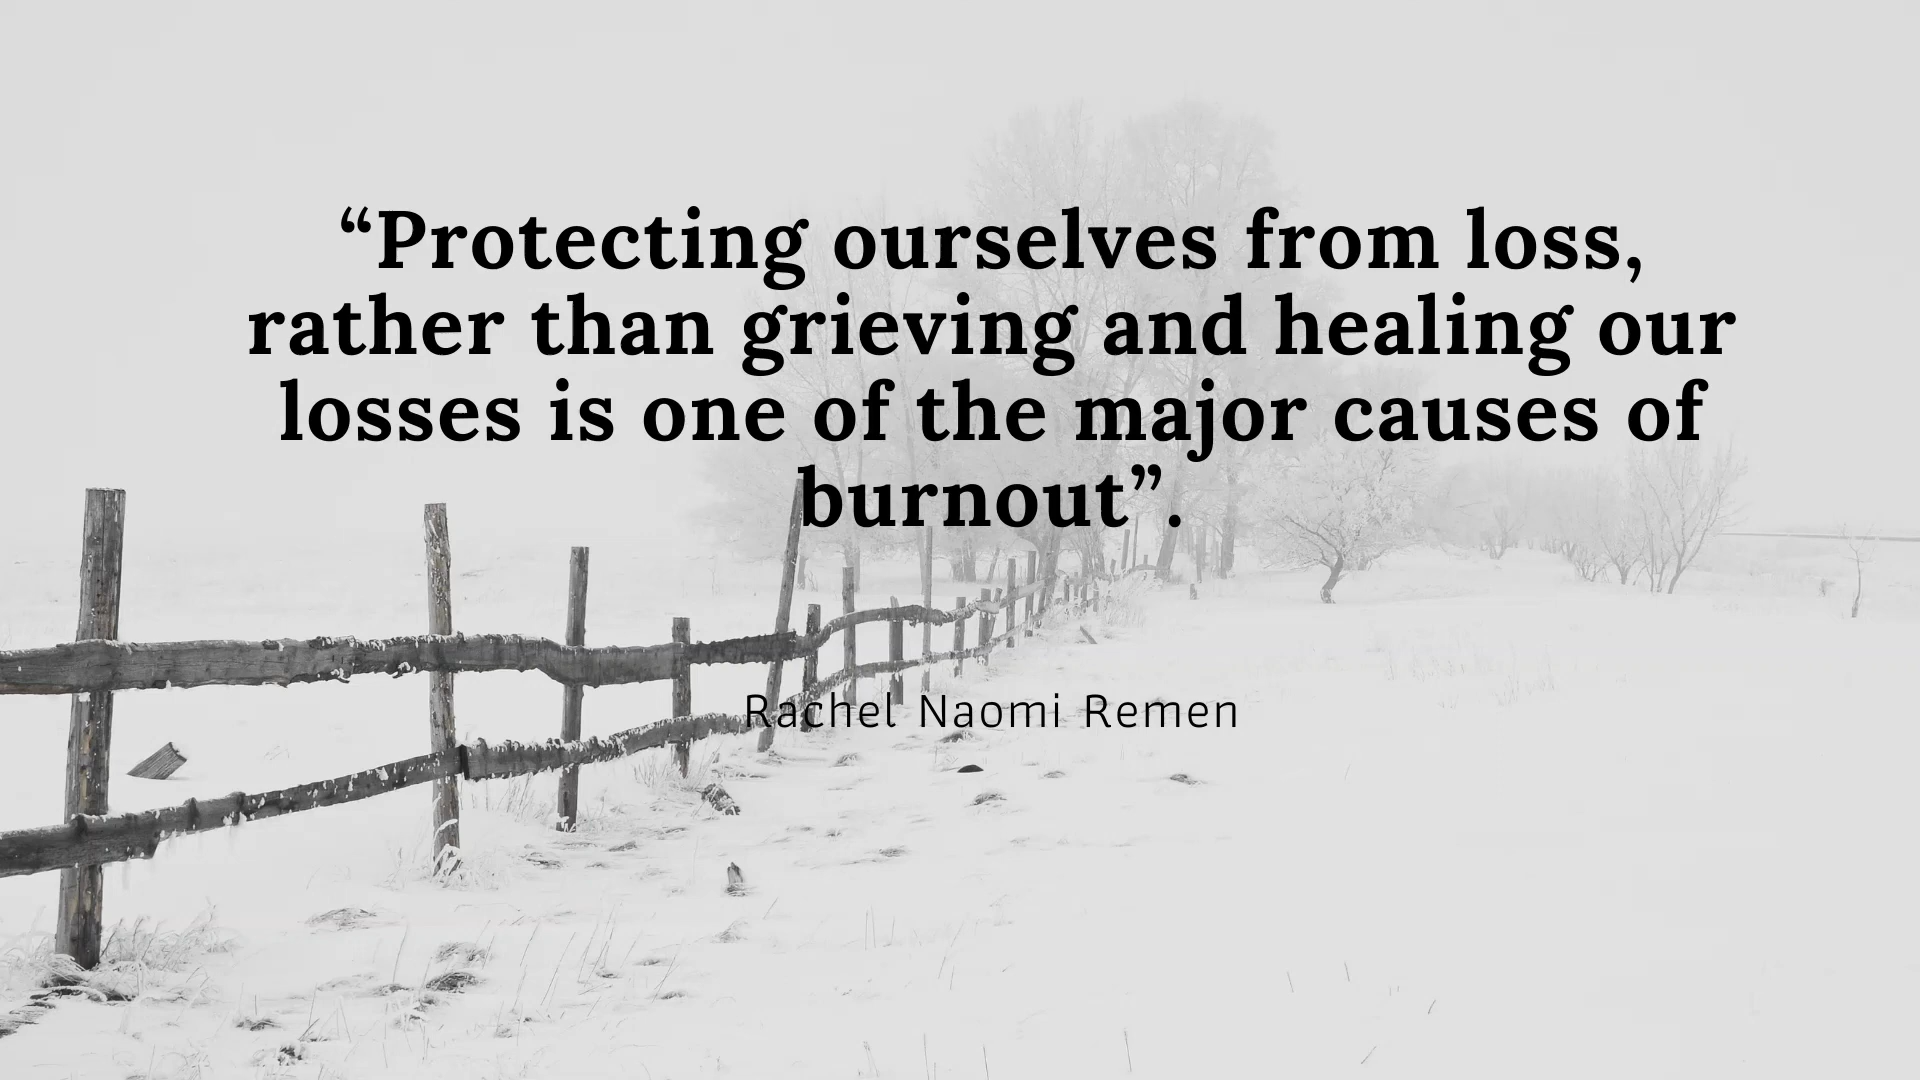 “Protecting ourselves from loss,
rather than grieving and healing our
losses is one of the major causes of
burnout”.
Rachel Naomi Remen